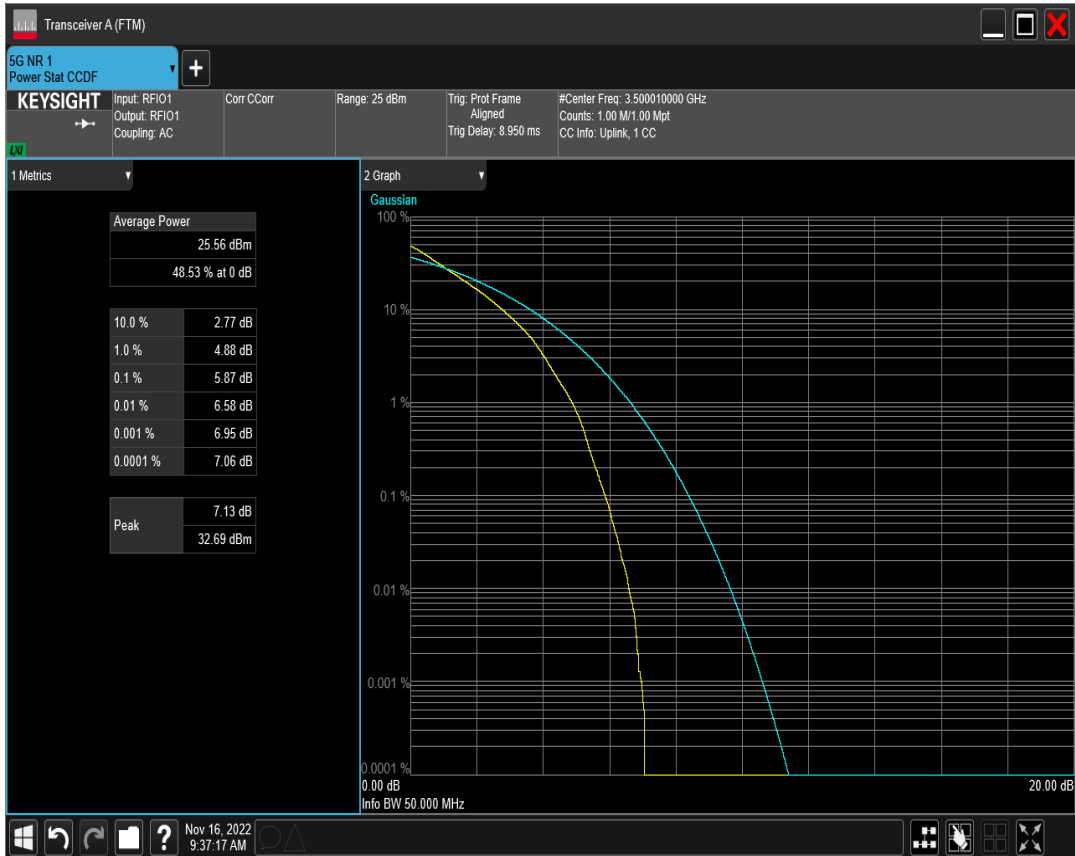 Transceiver A (FTM)
5G NR 1
Power Stat CCDF
+
KEYSIGHT
LXI
Input: RFIO1
Output: RFIO1
Coupling: AC
Corr CCorr
Range: 25 dBm
Trig: Prot Frame
Aligned
Trig Delay: 8.950 ms
#Center Freq: 3.500010000 GHz
Counts: 1.00 M/1.00 Mpt
CC Info: Uplink, 1 CC
1 Metrics
Average Power
25.56 dBm
48.53 % at 0 dB
10.0 % 2.77 dB
1.0 % 4.88 dB
0.1 % 5.87 dB
0.01 % 6.58 dB
0.001 % 6.95 dB
0.0001 % 7.06 dB
Peak 7.13 dB
32.69 dBm
2 Graph
Gaussian
100 %
10 %
1 %
0.1 %
0.01 %
0.001 %
0.0001 %
0.00 dB 20.00 dB
Info BW 50.000 MHz
?
Nov 16, 2022
9:37:17 AM